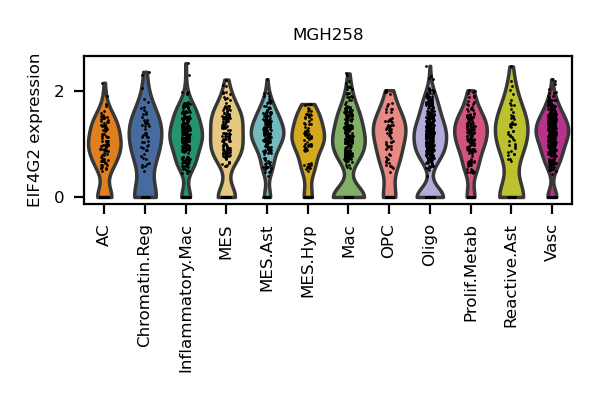 MGH258
EIF4G2 expression
2
0
AC
Chromatin.Reg
Inflammatory.Mac
MES
MES.Ast
MES.Hyp
Mac
OPC
Oligo
Prolif.Metab
Reactive.Ast
Vasc